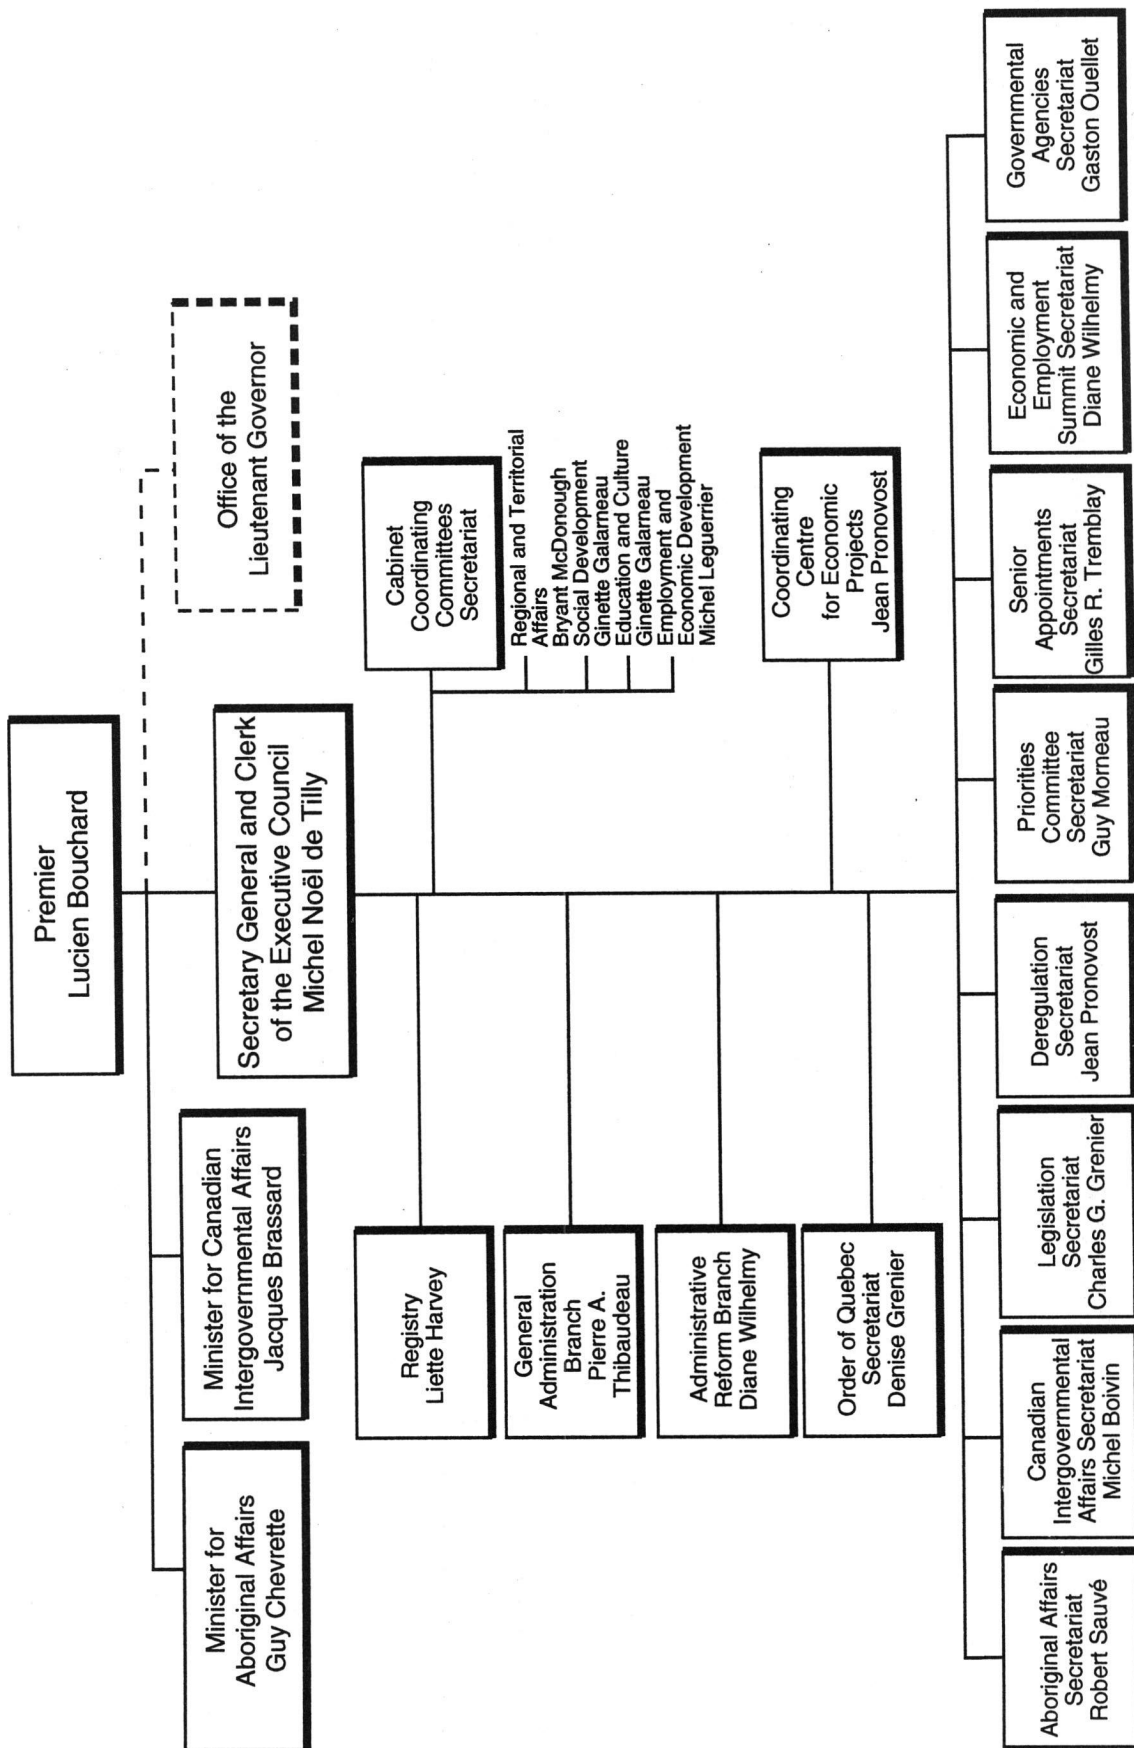 Premier
Lucien Bouchard
Office of the
Lieutenant Governor
Minister for
Aboriginal Affairs
Guy Chevrette
Minister for Canadian
Intergovernmental Affairs
Jacques Brassard
Secretary General and Clerk
of the Executive Council
Michel Noël de Tilly
Cabinet
Coordinating
Committees
Secretariat
Regional and Territorial
Affairs
Bryant McDonough
Social Development
Ginette Galarneau
Education and Culture
Ginette Galarneau
Employment and
Economic Development
Michel Leguerrier
Registry
Liette Harvey
General
Administration
Branch
Pierre A.
Thibaudeau
Administrative
Reform Branch
Diane Wilhelmy
Order of Quebec
Secretariat
Denise Grenier
Coordinating
Centre
for Economic
Projects
Jean Pronovost
Aboriginal Affairs
Secretariat
Robert Sauvé
Canadian
Intergovernmental
Affairs Secretariat
Michel Boivin
Legislation
Secretariat
Charles G. Grenier
Deregulation
Secretariat
Jean Pronovost
Priorities
Committee
Secretariat
Guy Morneau
Senior
Appointments
Secretariat
Gilles R. Tremblay
Economic and
Employment
Summit Secretariat
Diane Wilhelmy
Governmental
Agencies
Secretariat
Gaston Ouellet